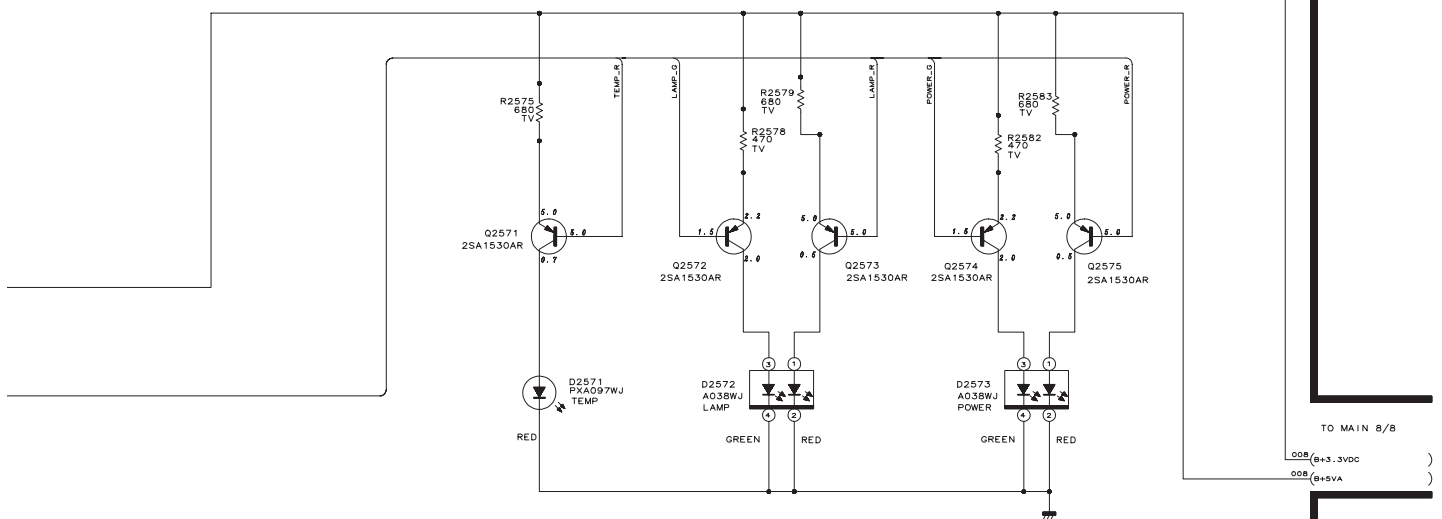 TEMP_R
LAMP_G
LAMP_R
POWER_G
POWER_R
R2575
680
TV
R2578
470
TV
R2579
680
TV
R2582
470
TV
R2583
680
TV
5.0
5.0
0.7
Q2571
2SA1530AR
2.2
1.5
2.0
Q2572
2SA1530AR
5.0
5.0
0.5
Q2573
2SA1530AR
2.2
1.5
2.0
Q2574
2SA1530AR
5.0
5.0
0.5
Q2575
2SA1530AR
D2571
PXA097WJ
TEMP
RED
3 1
D2572
A038WJ
LAMP
4 2
GREEN RED
3 1
D2573
A038WJ
POWER
4 2
GREEN RED
TO MAIN 8/8
008 (B+3.3VDC )
008 (B+5VA )